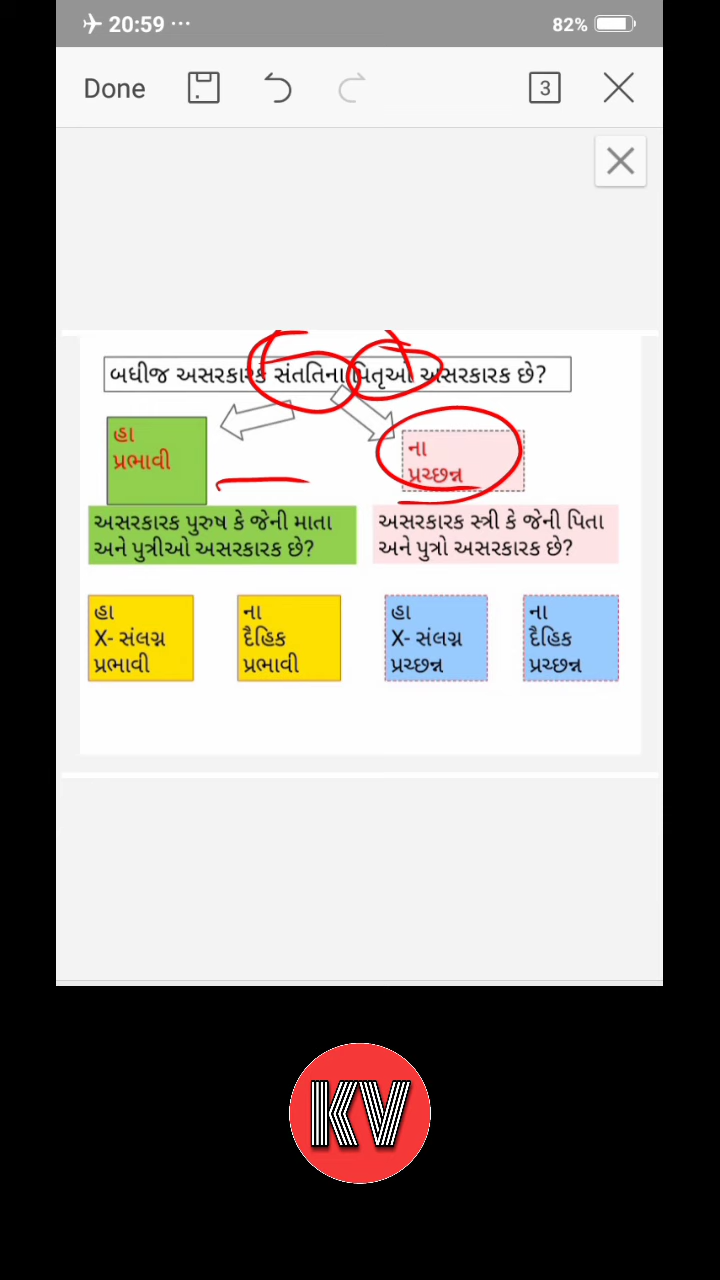 20:59 ...
82%
Done
3
બધીજ અસરકારક સંતતિના પિતૃઓ અસરકારક છે?
હા
પ્રભાવી
ના
પ્રચ્છન્ન
અસરકારક પુરુષ કે જેની માતા
અને પુત્રીઓ અસરકારક છે?
અસરકારક સ્ત્રી કે જેની પિતા
અને પુત્રો અસરકારક છે?
હા
X- સંલગ્ન
પ્રભાવી
ના
દૈહિક
પ્રભાવી
હા
X- સંલગ્ન
પ્રચ્છન્ન
ના
દૈહિક
પ્રચ્છન્ન
KV